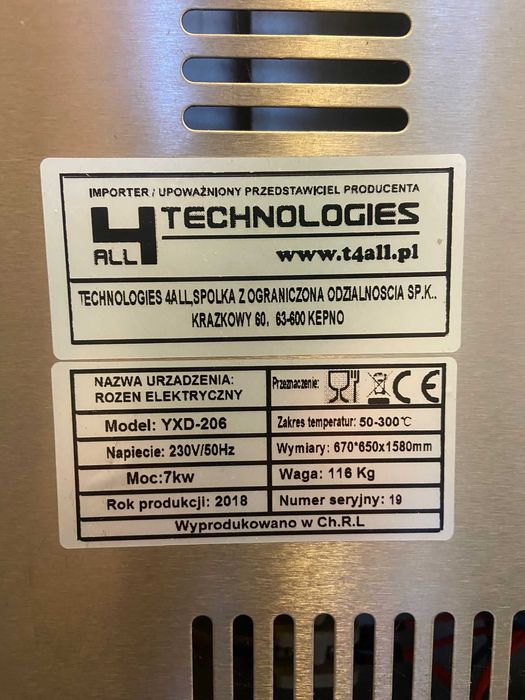 IMPORTER / UPOWAŻNIONY PRZEDSTAWICIEL PRODUCENTA
4 ALL TECHNOLOGIES
www.t4all.pl
TECHNOLOGIES 4ALL,SPOLKA Z OGRANICZONA ODZIALNOSCIA SP.K..
KRAZKOWY 60, 63-600 KEPNO
NAZWA URZADZENIA:
ROZEN ELEKTRYCZNY
Przeznaczenie: CE
Model: YXD-206
Zakres temperatur: 50-300℃
Napiecie: 230V/50Hz
Wymiary: 670*650x1580mm
Moc:7kw
Waga: 116 Kg
Rok produkcji: 2018
Numer seryjny: 19
Wyprodukowano w Ch.R.L